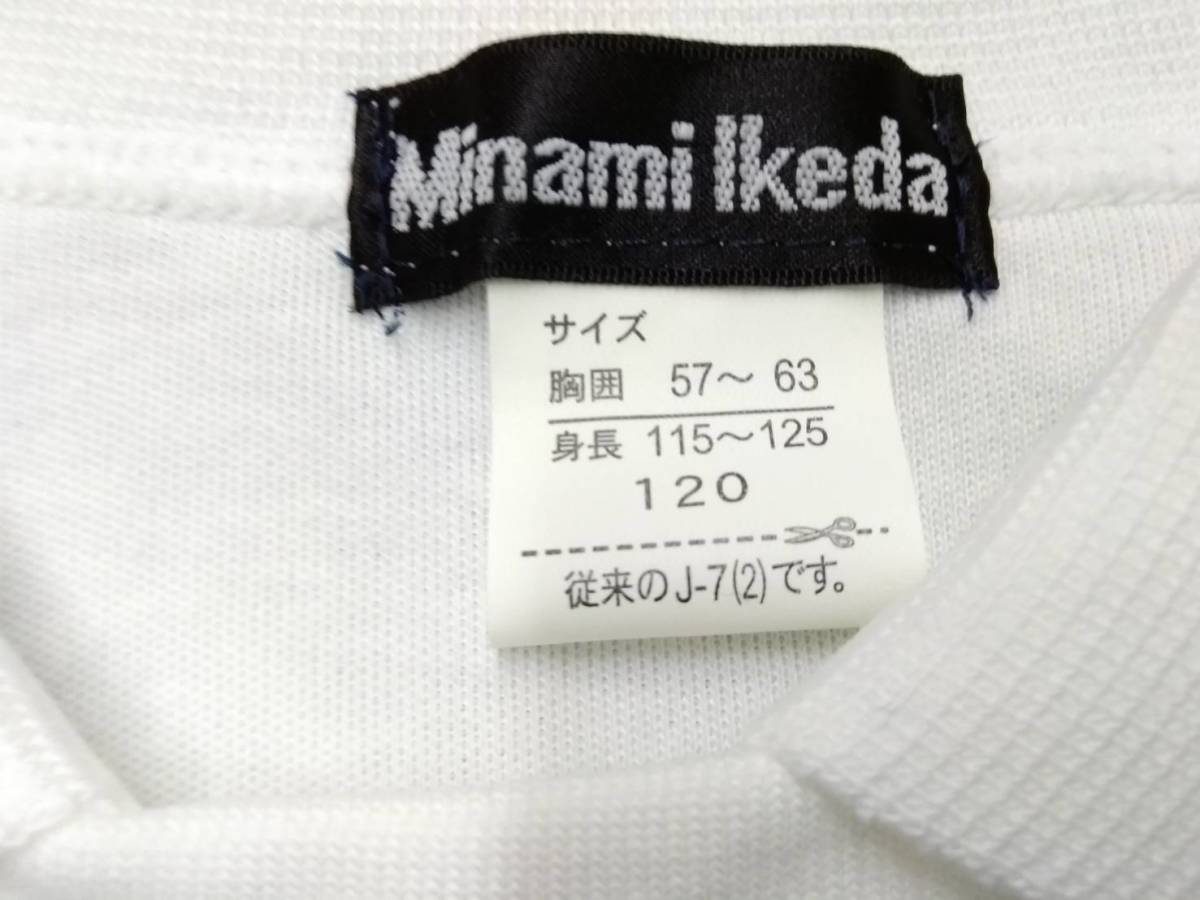 Minami Ikeda
サイズ
胸囲 57～63
身長 115～125
120
従来のJ-7(2)です。